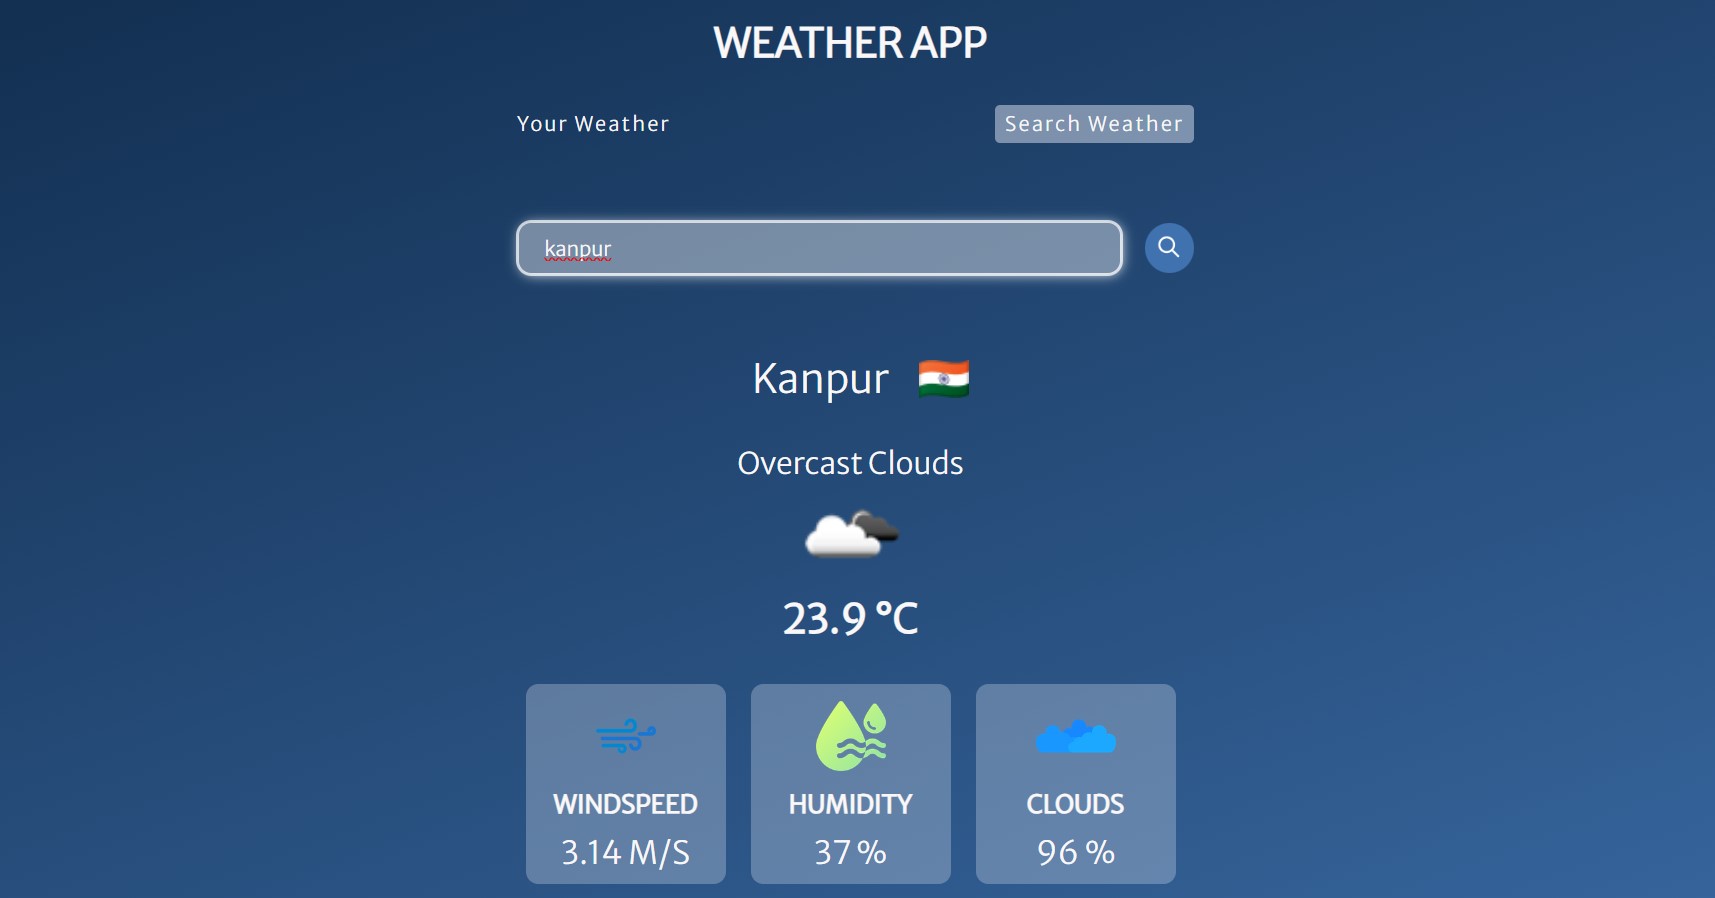 WEATHER APP
Your Weather Search Weather
kanpur
Kanpur
Overcast Clouds
23.9 °C
WINDSPEED HUMIDITY CLOUDS
3.14 M/S 37 % 96 %